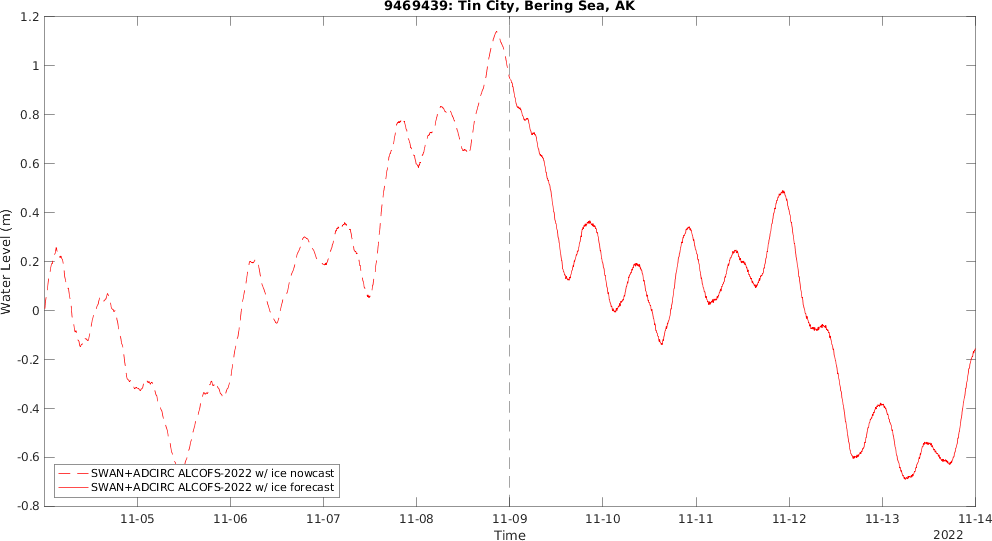 9469439: Tin City, Bering Sea, AK
1.2
1
0.8
0.6
0.4
0.2
0
-0.2
-0.4
-0.6
-0.8
Water Level (m)
SWAN+ADCIRC ALCOFS-2022 w/ ice nowcast
SWAN+ADCIRC ALCOFS-2022 w/ ice forecast
11-05 11-06 11-07 11-08 11-09 11-10 11-11 11-12 11-13 11-14
Time
2022